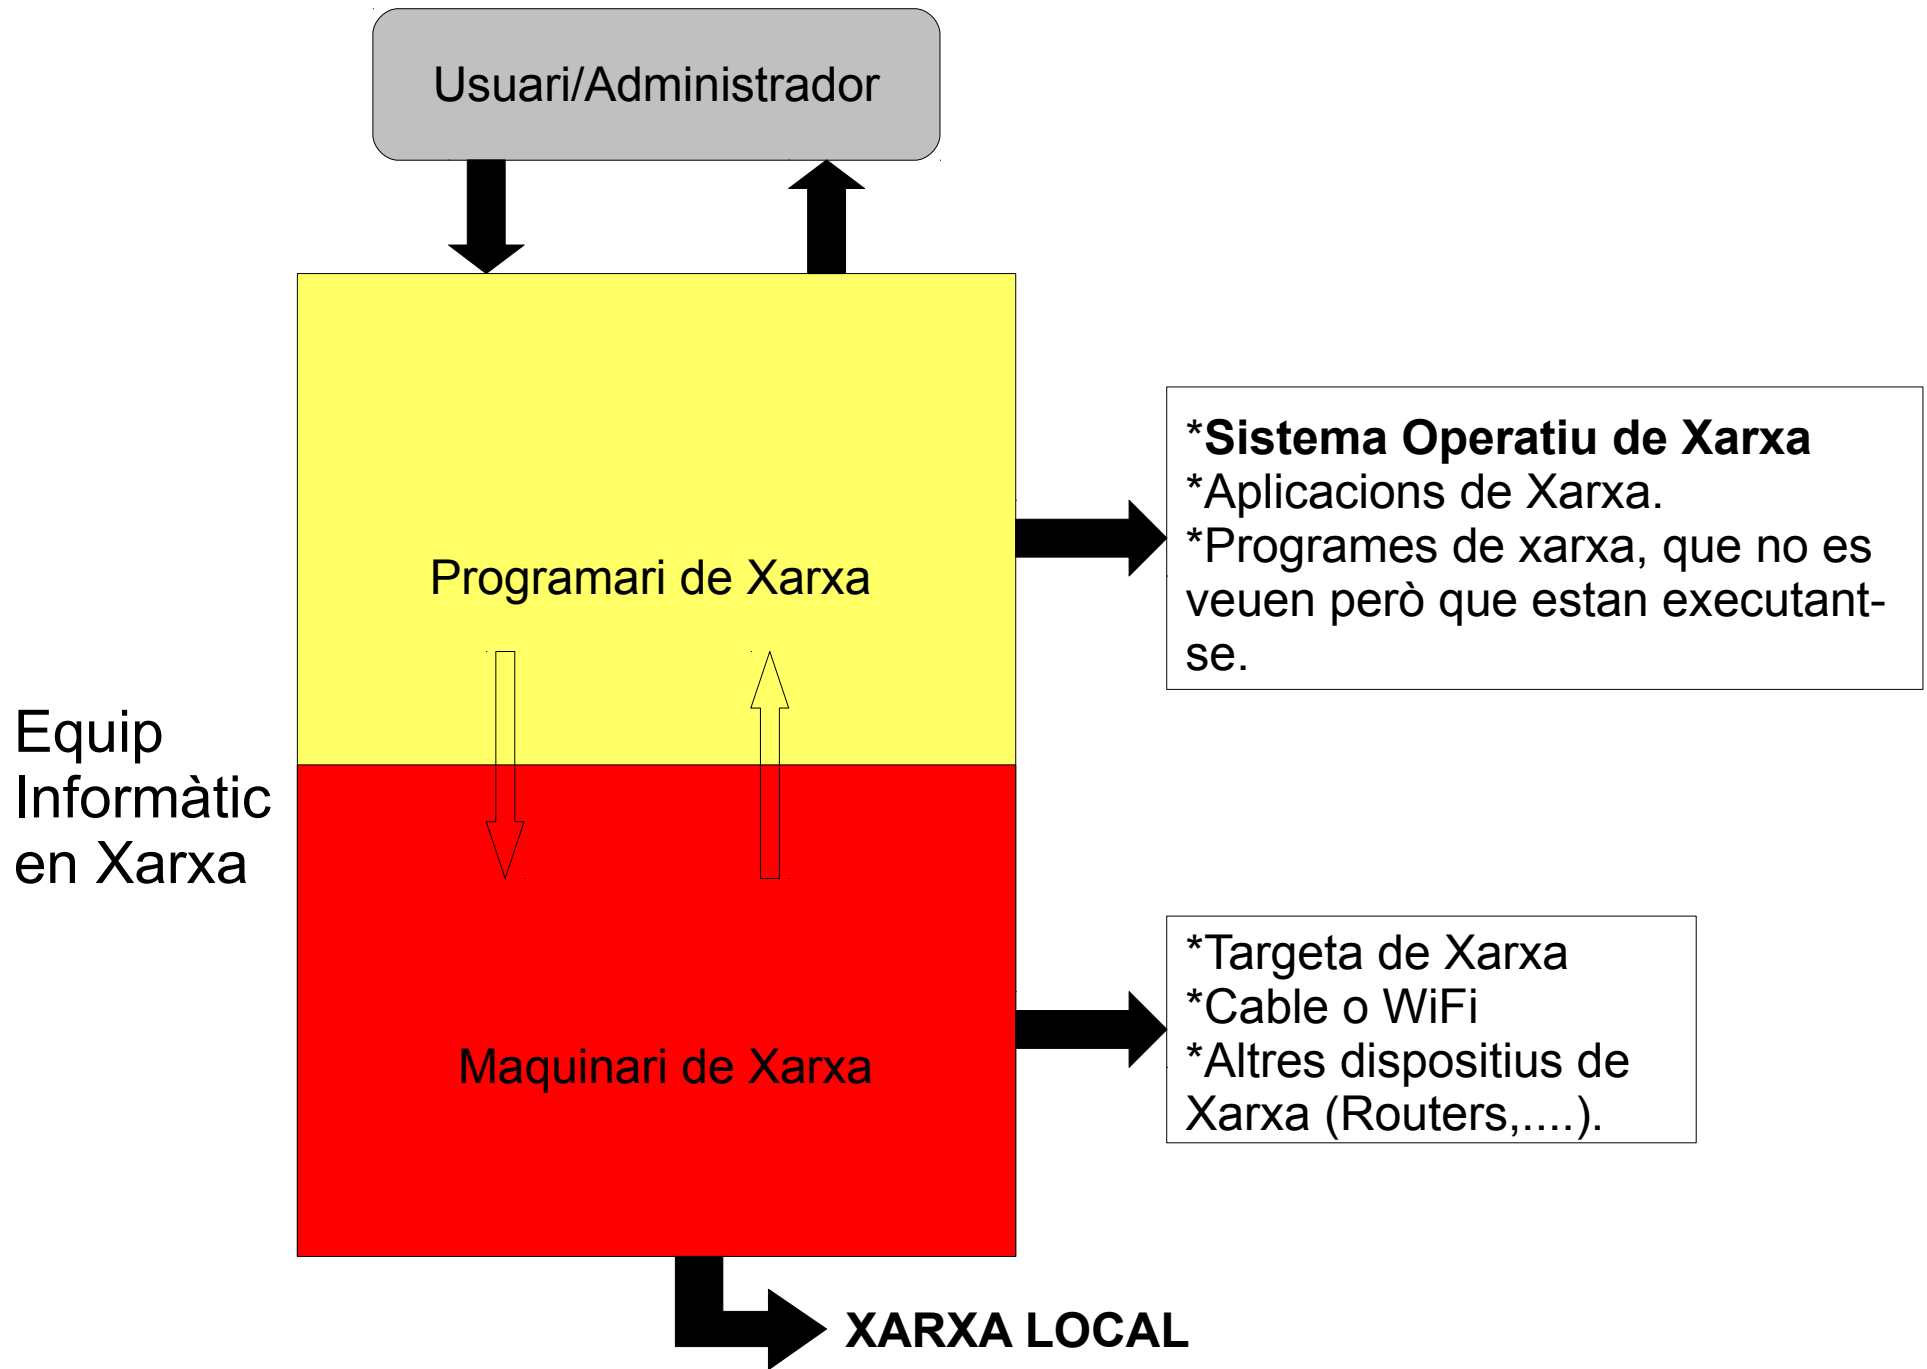 Usuari/Administrador
*Sistema Operatiu de Xarxa
*Aplicacions de Xarxa.
*Programes de xarxa, que no es
veuen però que estan executant-
se.
Programari de Xarxa
Equip
Informàtic
en Xarxa
*Targeta de Xarxa
*Cable o WiFi
*Altres dispositius de
Xarxa (Routers,....).
Maquinari de Xarxa
XARXA LOCAL